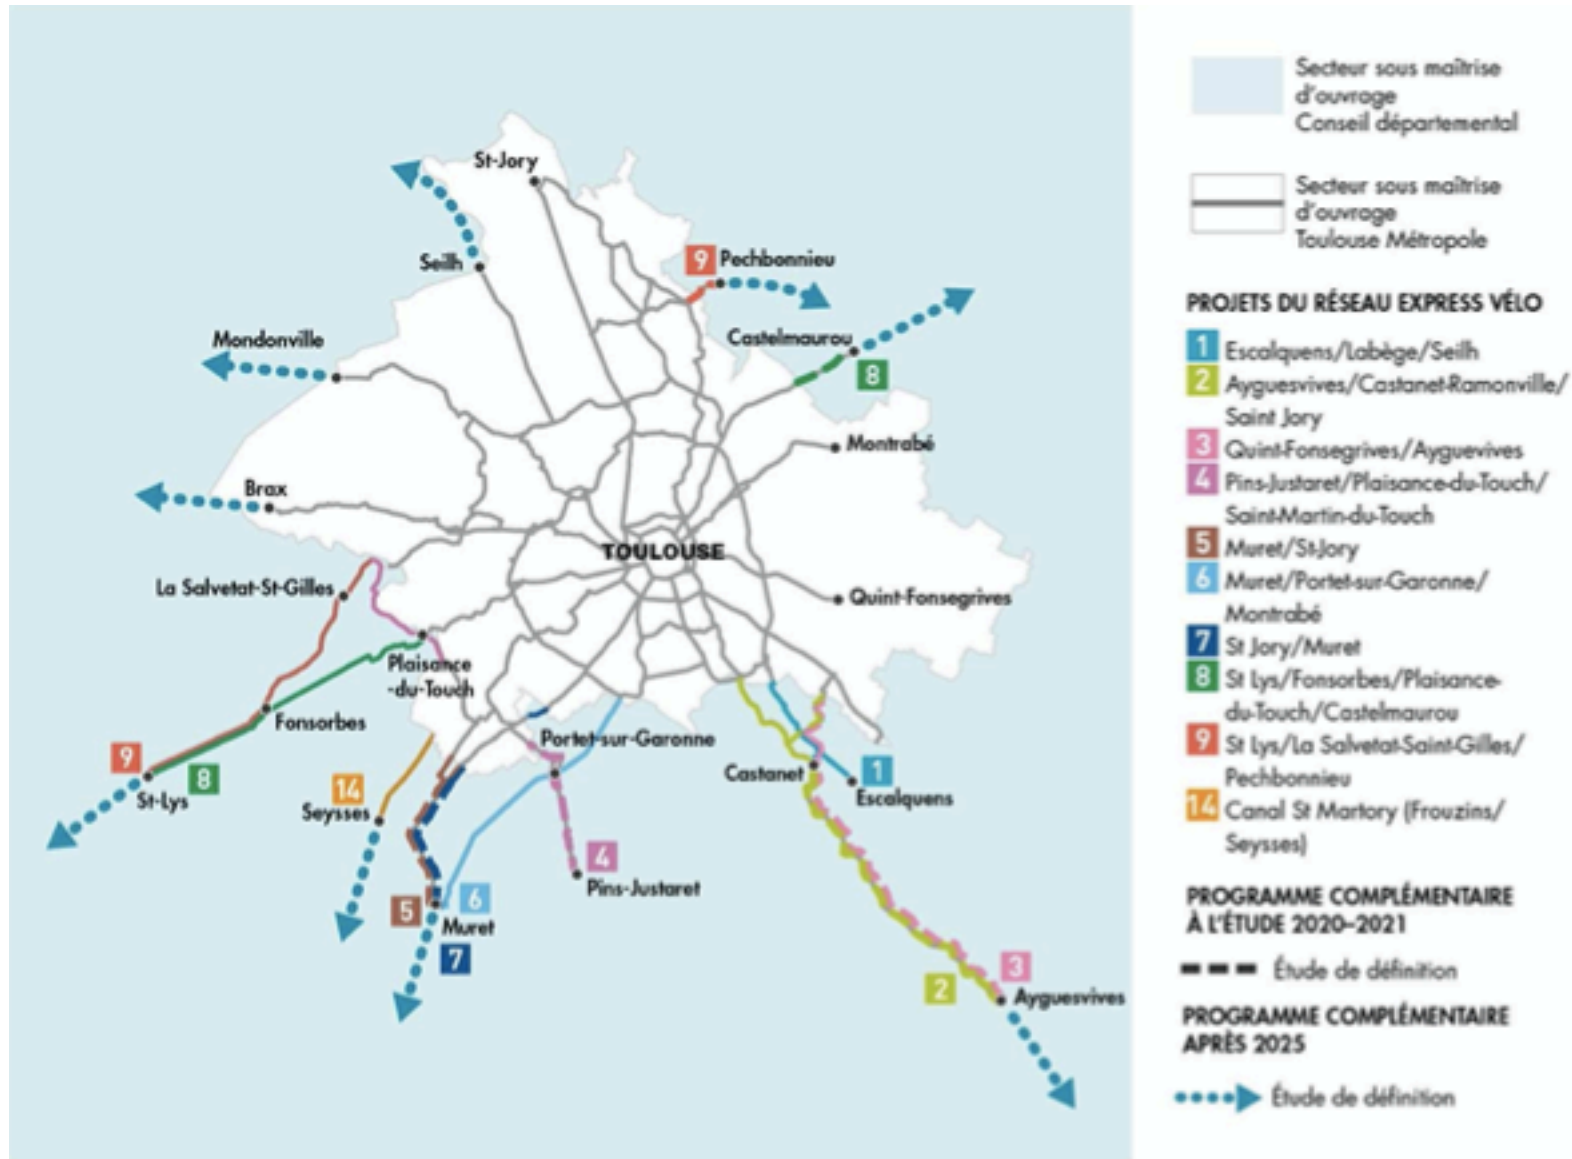 St-Jory
Seilh
9 Pechbonnieu
Mondonville
Castelmaurou
8
Montrabé
Brax
TOULOUSE
La Salvetat-St-Gilles
Quint-Fonsegrives
Plaisance
-du-Touch
Fonsorbes
Portet-sur-Garonne
9
8
St-Lys
14
Seysses
Castanet
1
Escalquens
4
Pins-Justaret
5
6
Muret
7
3
2
Ayguesvives
Secteur sous maîtrise
d'ouvrage
Conseil départemental
Secteur sous maîtrise
d'ouvrage
Toulouse Métropole
PROJETS DU RÉSEAU EXPRESS VÉLO
1 Escalquens/Labège/Seilh
2 Ayguesvives/Castanet-Ramonville/
Saint Jory
3 Quint-Fonsegrives/Ayguevives
4 Pins-Justaret/Plaisance-du-Touch/
Saint-Martin-du-Touch
5 Muret/St-Jory
6 Muret/Portet-sur-Garonne/
Montrabé
7 St Jory/Muret
8 St Lys/Fonsorbes/Plaisance-
du-Touch/Castelmaurou
9 St Lys/La Salvetat-Saint-Gilles/
Pechbonnieu
14 Canal St Martory (Frouzins/
Seysses)
PROGRAMME COMPLÉMENTAIRE
À L'ÉTUDE 2020–2021
Étude de définition
PROGRAMME COMPLÉMENTAIRE
APRÈS 2025
Étude de définition